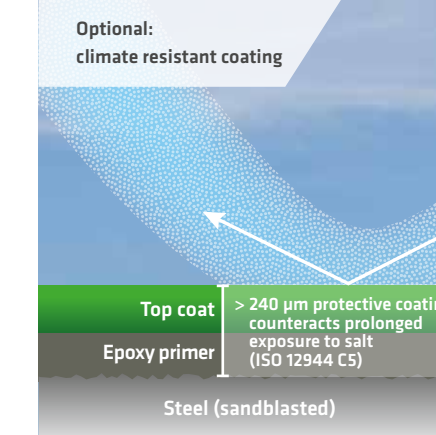 Optional:
climate resistant coating
Top coat
> 240 µm protective
counteracts prolonged
exposure to salt
(ISO 12944 C5)
Epoxy primer
Steel (sandblasted)